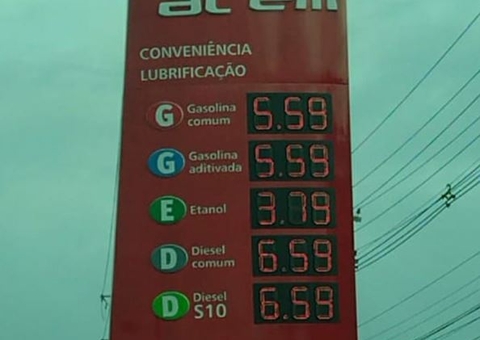 CONVENIÊNCIA
LUBRIFICAÇÃO
G Gasolina comum 5.59
G Gasolina aditivada 5.59
E Etanol 3.79
D Diesel comum 6.59
D Diesel S10 6.59